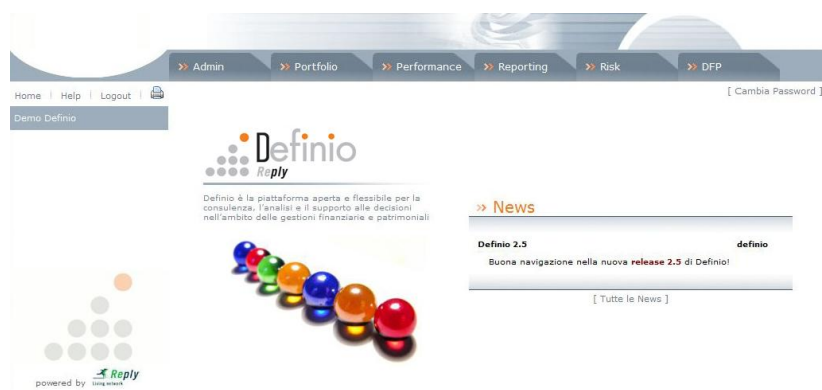 >> Admin >> Portfolio >> Performance >> Reporting >> Risk >> DFP
Home | Help | Logout |
[ Cambia Password ]
Demo Definio
Definio
Reply
Definio è la piattaforma aperta e flessibile per la
consulenza, l'analisi e il supporto alle decisioni
nell'ambito delle gestioni finanziarie e patrimoniali
>> News
Definio 2.5 definio
Buona navigazione nella nuova release 2.5 di Definio!
[ Tutte le News ]
powered by Reply
Living network